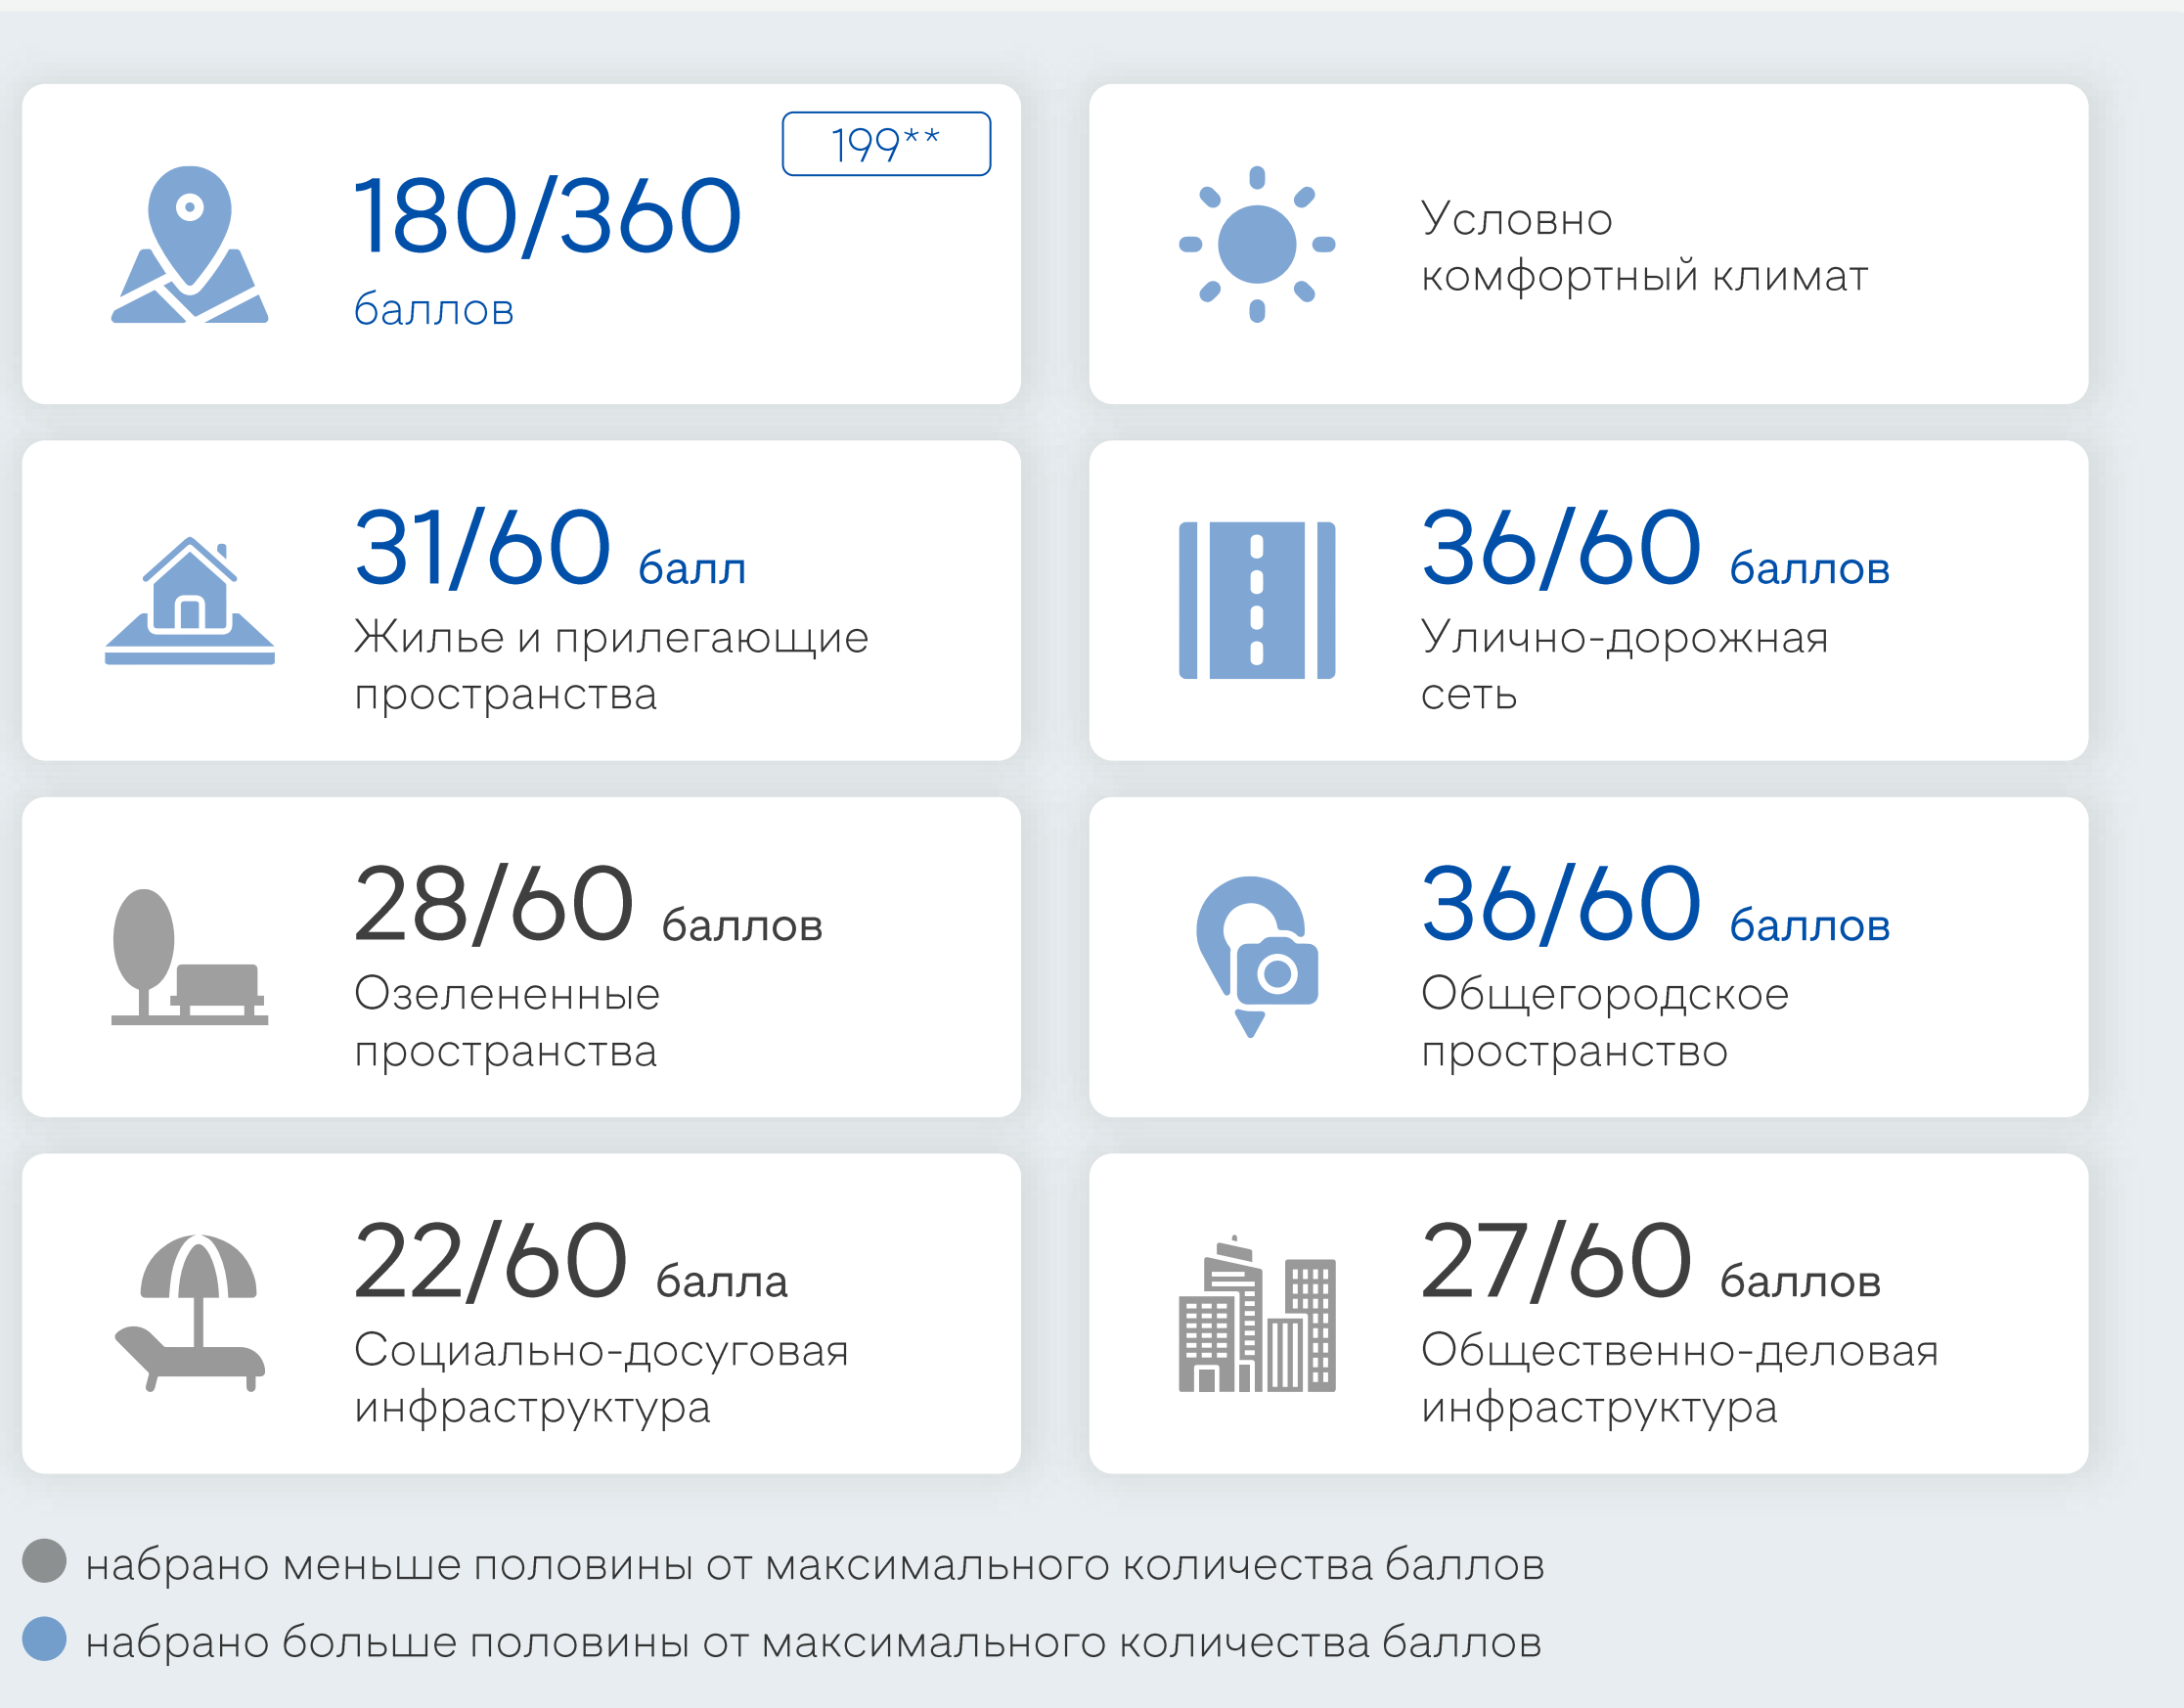 199**
180/360
баллов
Условно
комфортный климат
31/60 балл
Жилье и прилегающие
пространства
36/60 баллов
Улично-дорожная
сеть
28/60 баллов
Озелененные
пространства
36/60 баллов
Общегородское
пространство
22/60 балла
Социально-досуговая
инфраструктура
27/60 баллов
Общественно-деловая
инфраструктура
набрано меньше половины от максимального количества баллов
набрано больше половины от максимального количества баллов